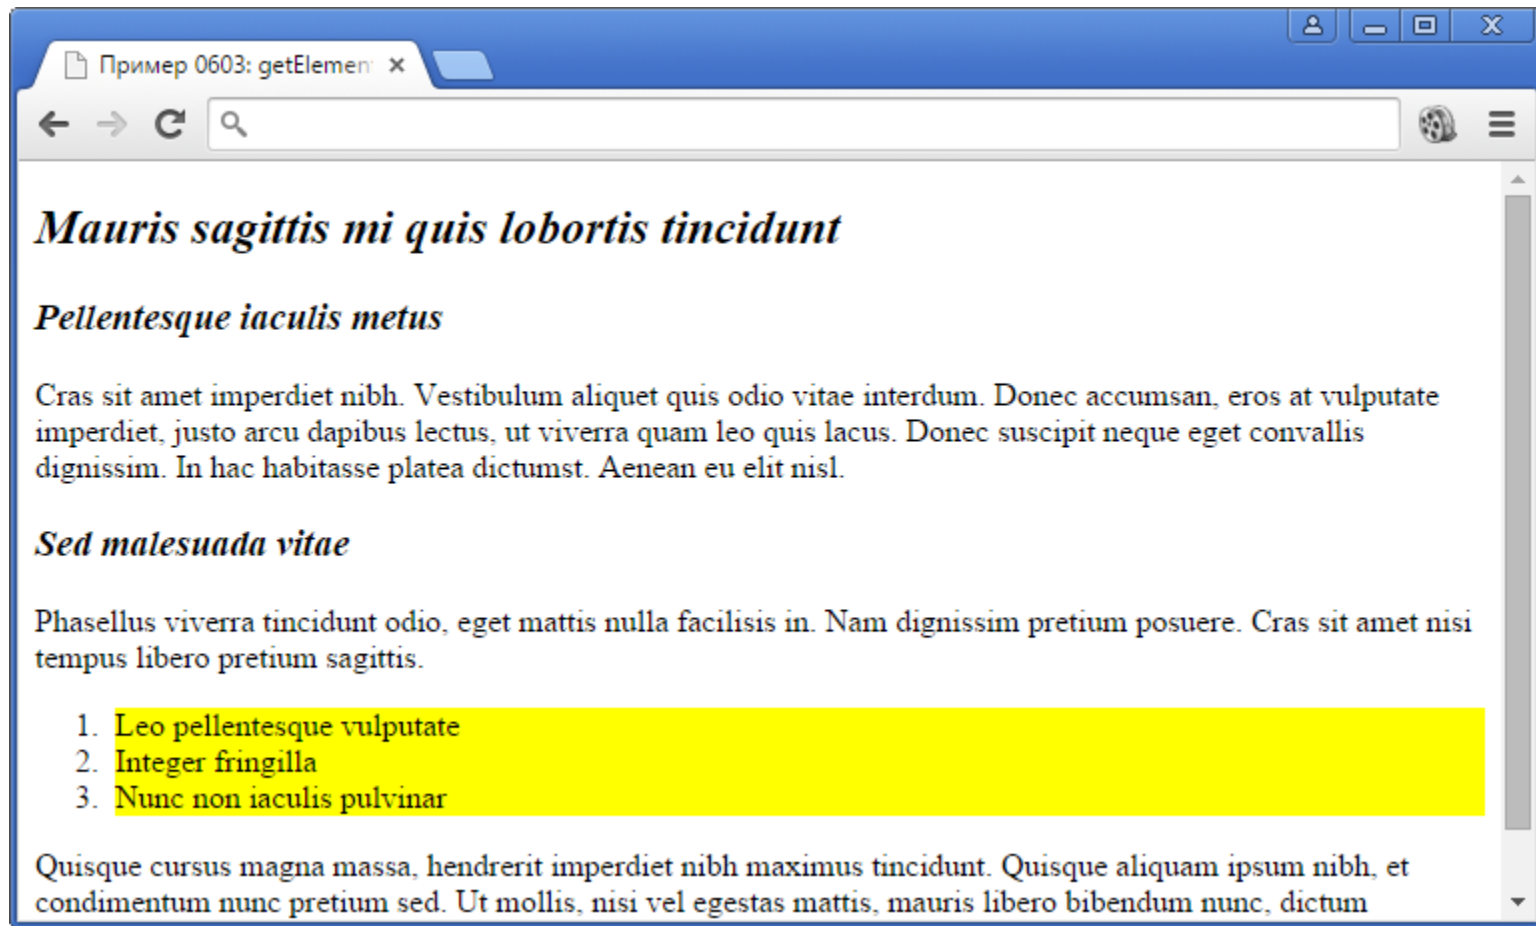 Пример 0603: getElemen
Mauris sagittis mi quis lobortis tincidunt
Pellentesque iaculis metus
Cras sit amet imperdiet nibh. Vestibulum aliquet quis odio vitae interdum. Donec accumsan, eros at vulputate
imperdiet, justo arcu dapibus lectus, ut viverra quam leo quis lacus. Donec suscipit neque eget convallis
dignissim. In hac habitasse platea dictumst. Aenean eu elit nisl.
Sed malesuada vitae
Phasellus viverra tincidunt odio, eget mattis nulla facilisis in. Nam dignissim pretium posuere. Cras sit amet nisi
tempus libero pretium sagittis.
1. Leo pellentesque vulputate
2. Integer fringilla
3. Nunc non iaculis pulvinar
Quisque cursus magna massa, hendrerit imperdiet nibh maximus tincidunt. Quisque aliquam ipsum nibh, et
condimentum nunc pretium sed. Ut mollis, nisi vel egestas mattis, mauris libero bibendum nunc, dictum